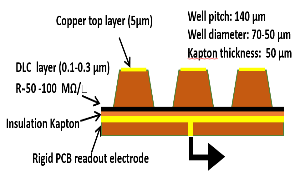 Copper top layer (5µm)
Well pitch: 140 µm
Well diameter: 70-50 µm
Kapton thickness: 50 µm
DLC layer (0.1-0.3 µm)
R~50 -100 MΩ/□
Insulation Kapton
Rigid PCB readout electrode